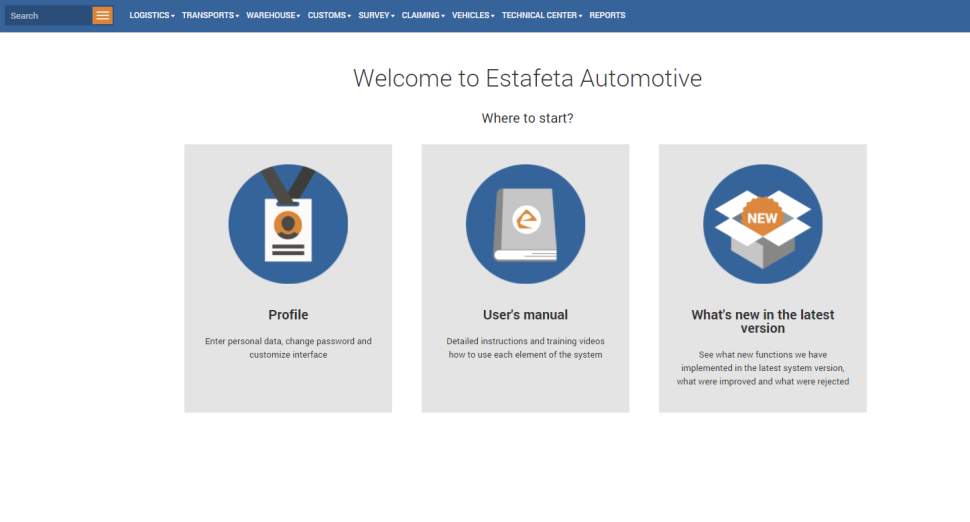 Search LOGISTICS TRANSPORTS WAREHOUSE CUSTOMS SURVEY CLAIMING VEHICLES TECHNICAL CENTER REPORTS
Welcome to Estafeta Automotive
Where to start?
Profile
Enter personal data, change password and
customize interface
User's manual
Detailed instructions and training videos
how to use each element of the system
NEW
What's new in the latest
version
See what new functions we have
implemented in the latest system version,
what were improved and what were rejected